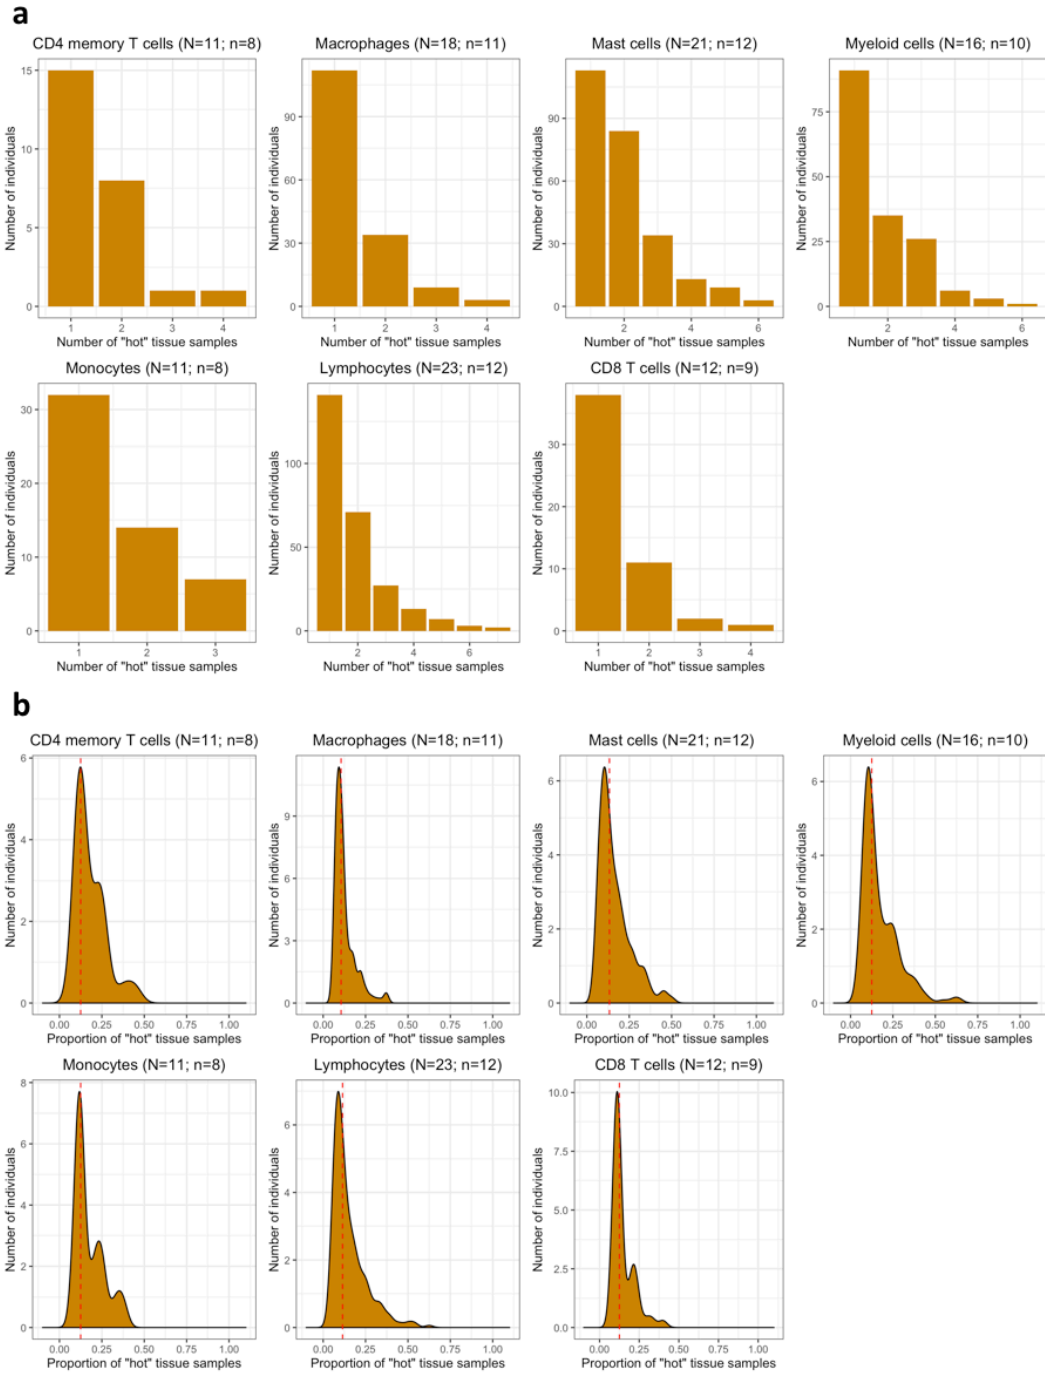 a
CD4 memory T cells (N=11; n=8)
Number of individuals
15
10
5
0
1 2 3 4
Number of "hot" tissue samples
Macrophages (N=18; n=11)
Number of individuals
90
60
30
0
1 2 3 4
Number of "hot" tissue samples
Mast cells (N=21; n=12)
Number of individuals
90
60
30
0
2 4 6
Number of "hot" tissue samples
Myeloid cells (N=16; n=10)
Number of individuals
75
50
25
0
2 4 6
Number of "hot" tissue samples
Monocytes (N=11; n=8)
Number of individuals
30
20
10
0
1 2 3
Number of "hot" tissue samples
Lymphocytes (N=23; n=12)
Number of individuals
100
50
0
2 4 6
Number of "hot" tissue samples
CD8 T cells (N=12; n=9)
Number of individuals
30
20
10
0
1 2 3 4
Number of "hot" tissue samples
b
CD4 memory T cells (N=11; n=8)
Number of individuals
6
4
2
0
0.00 0.25 0.50 0.75 1.00
Proportion of "hot" tissue samples
Macrophages (N=18; n=11)
Number of individuals
9
6
3
0
0.00 0.25 0.50 0.75 1.00
Proportion of "hot" tissue samples
Mast cells (N=21; n=12)
Number of individuals
6
4
2
0
0.00 0.25 0.50 0.75 1.00
Proportion of "hot" tissue samples
Myeloid cells (N=16; n=10)
Number of individuals
6
4
2
0
0.00 0.25 0.50 0.75 1.00
Proportion of "hot" tissue samples
Monocytes (N=11; n=8)
Number of individuals
8
6
4
2
0
0.00 0.25 0.50 0.75 1.00
Proportion of "hot" tissue samples
Lymphocytes (N=23; n=12)
Number of individuals
6
4
2
0
0.00 0.25 0.50 0.75 1.00
Proportion of "hot" tissue samples
CD8 T cells (N=12; n=9)
Number of individuals
10.0
7.5
5.0
2.5
0.0
0.00 0.25 0.50 0.75 1.00
Proportion of "hot" tissue samples